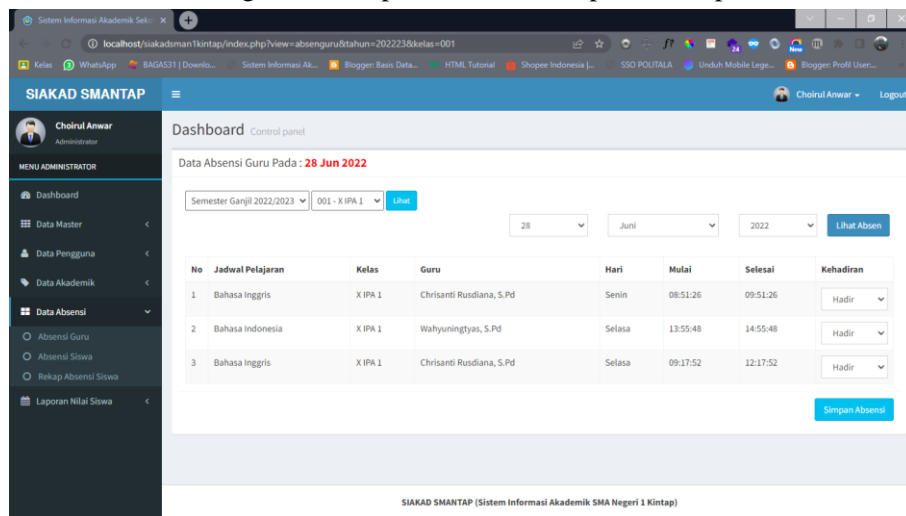 Sistem Informasi Akademik Seko
localhost/siakadsman1kintap/index.php?view=absenguru&tahun=202223&kelas=001
Kelas WhatsApp BAGAS31 | Downlo... Sistem Informasi Ak... Blogger: Basis Data... HTML Tutorial Shopee Indonesia |... SSO POLITALA Unduh Mobile Lege... Blogger: Profil User:...
SIAKAD SMANTAP Choirul Anwar Logout
Choirul Anwar
Administrator
MENU ADMINISTRATOR
Dashboard
Data Master
Data Pengguna
Data Akademik
Data Absensi
Absensi Guru
Absensi Siswa
Rekap Absensi Siswa
Laporan Nilai Siswa
Dashboard Control panel
Data Absensi Guru Pada : 28 Jun 2022
Semester Ganjil 2022/2023 001 - X IPA 1 Lihat
28 Juni 2022 Lihat Absen
No Jadwal Pelajaran Kelas Guru Hari Mulai Selesai Kehadiran
1 Bahasa Inggris X IPA 1 Chrisanti Rusdiana, S.Pd Senin 08:51:26 09:51:26 Hadir
2 Bahasa Indonesia X IPA 1 Wahyuningtyas, S.Pd Selasa 13:55:48 14:55:48 Hadir
3 Bahasa Inggris X IPA 1 Chrisanti Rusdiana, S.Pd Selasa 09:17:52 12:17:52 Hadir
Simpan Absensi
SIAKAD SMANTAP (Sistem Informasi Akademik SMA Negeri 1 Kintap)